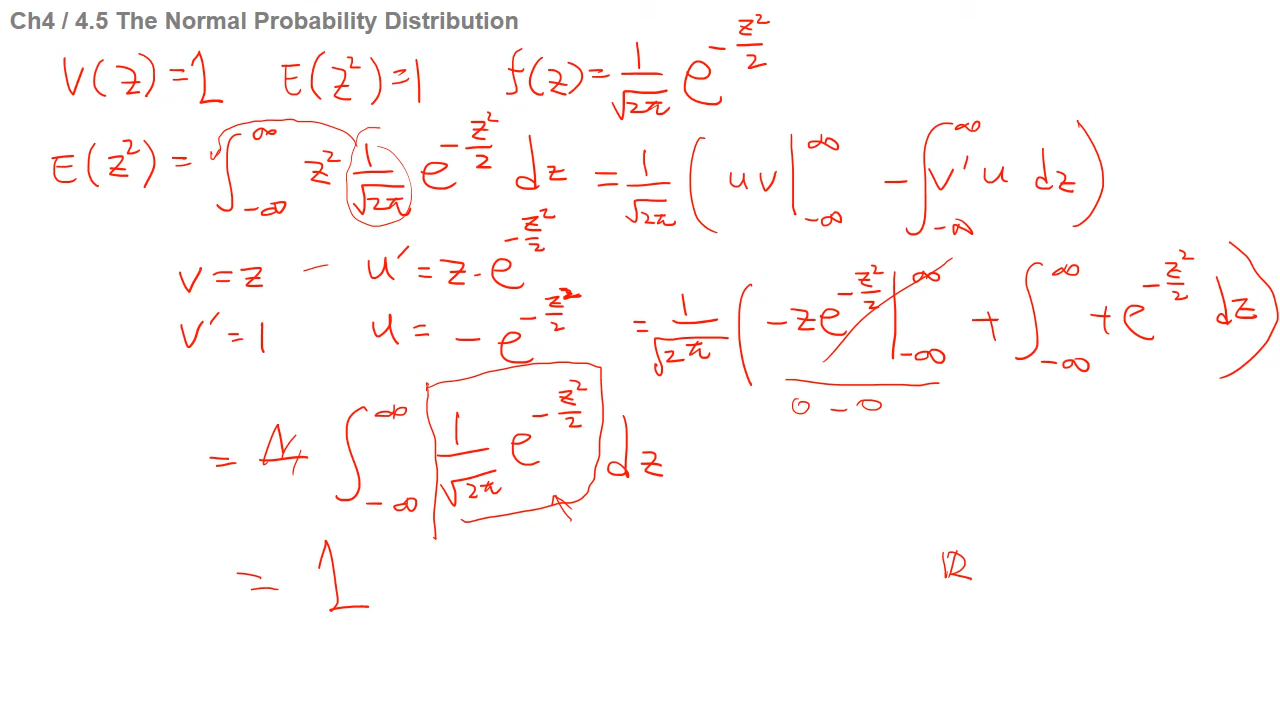 Ch4 / 4.5 The Normal Probability Distribution
V(z) = 1   E(z²) = 1   f(z) = 1/√2π e^(-z²/2)
E(z²) = ∫_{-∞}^{∞} z² 1/√2π e^(-z²/2) dz = 1/√2π ( uv |_{-∞}^{∞} - ∫_{-∞}^{∞} v'u dz )
v = z — u' = z · e^(-z²/2)
v' = 1   u = - e^(-z²/2)   = 1/√2π ( -z e^(-z²/2) |_{-∞}^{∞} + ∫_{-∞}^{∞} + e^(-z²/2) dz )
0 - 0
= ∫_{-∞}^{∞} 1/√2π e^(-z²/2) dz
= 1
ℝ